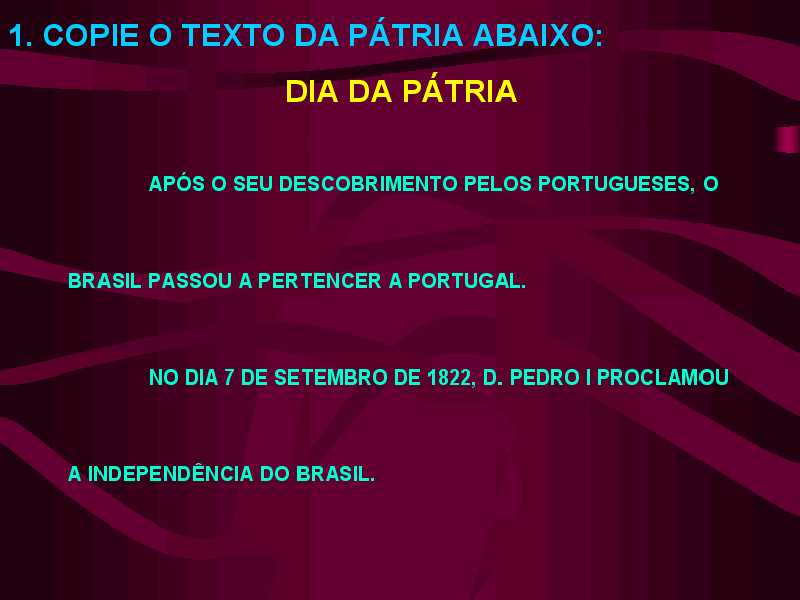 1. COPIE O TEXTO DA PÁTRIA ABAIXO:
DIA DA PÁTRIA
APÓS O SEU DESCOBRIMENTO PELOS PORTUGUESES, O
BRASIL PASSOU A PERTENCER A PORTUGAL.
NO DIA 7 DE SETEMBRO DE 1822, D. PEDRO I PROCLAMOU
A INDEPENDÊNCIA DO BRASIL.